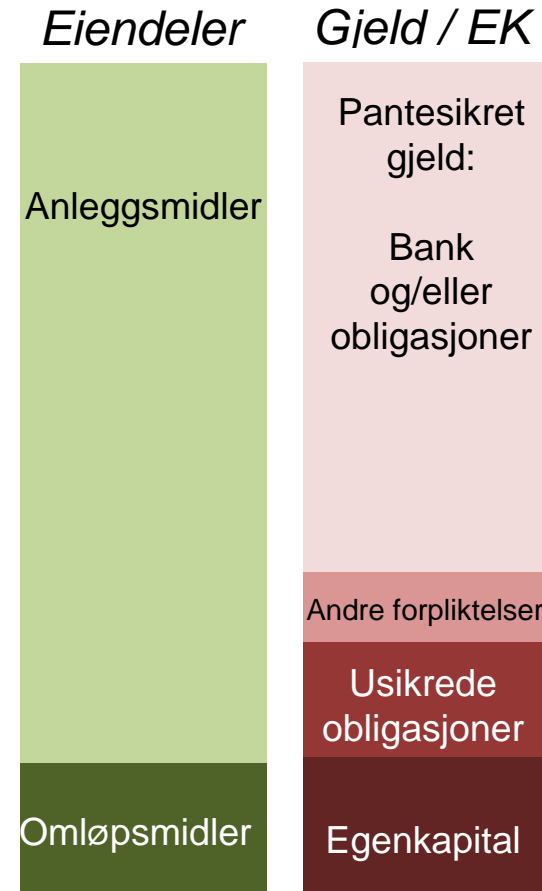 Eiendeler
Anleggsmidler
Omløpsmidler
Gjeld / EK
Pantesikret
gjeld:
Bank
og/eller
obligasjoner
Andre forpliktelser
Usikrede
obligasjoner
Egenkapital